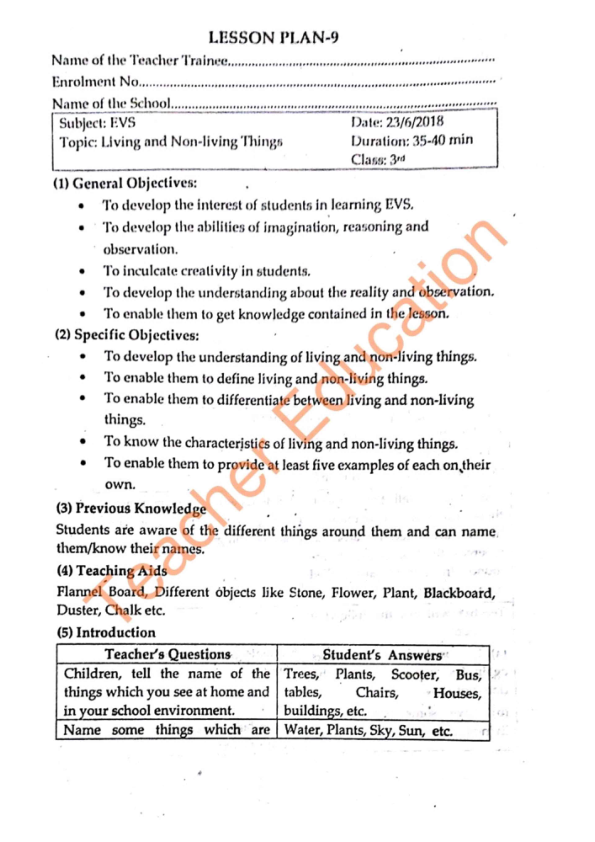 LESSON PLAN-9
Name of the Teacher Trainee........................................
Enrolment No........................................
Name of the School........................................
Subject: EVS Date: 23/6/2018
Topic: Living and Non-living Things Duration: 35-40 min
Class: 3rd
(1) General Objectives:
• To develop the interest of students in learning EVS.
• To develop the abilities of imagination, reasoning and
observation.
• To inculcate creativity in students.
• To develop the understanding about the reality and observation.
• To enable them to get knowledge contained in the lesson.
(2) Specific Objectives:
• To develop the understanding of living and non-living things.
• To enable them to define living and non-living things.
• To enable them to differentiate between living and non-living
things.
• To know the characteristics of living and non-living things.
• To enable them to provide at least five examples of each on their
own.
(3) Previous Knowledge
Students are aware of the different things around them and can name
them/know their names.
(4) Teaching Aids
Flannel Board, Different objects like Stone, Flower, Plant, Blackboard,
Duster, Chalk etc.
(5) Introduction
Teacher's Questions Student's Answers
Children, tell the name of the Trees, Plants, Scooter, Bus,
things which you see at home and tables, Chairs, Houses,
in your school environment. buildings, etc.
Name some things which are Water, Plants, Sky, Sun, etc.
Teacher Education